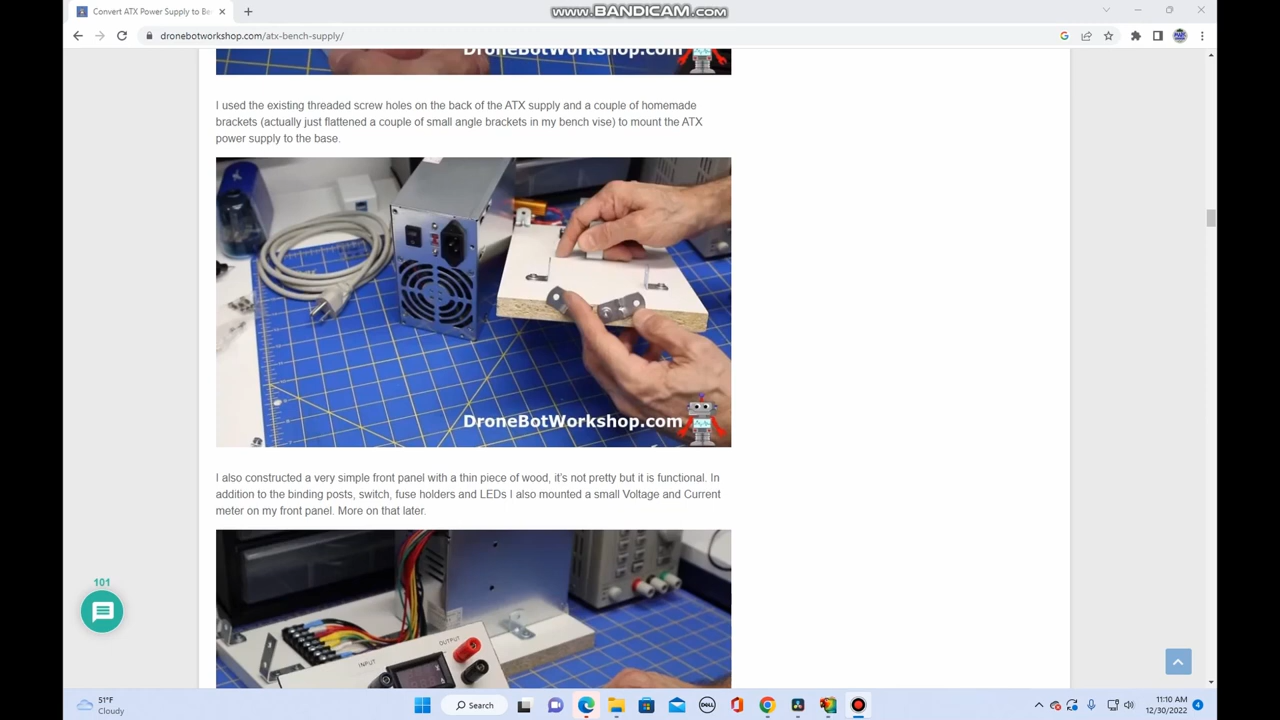 Convert ATX Power Supply to Be
www.BANDICAM.com
dronebotworkshop.com/atx-bench-supply/
DroneBotWorkshop.com
I used the existing threaded screw holes on the back of the ATX supply and a couple of homemade
brackets (actually just flattened a couple of small angle brackets in my bench vise) to mount the ATX
power supply to the base.
DroneBotWorkshop.com
I also constructed a very simple front panel with a thin piece of wood, it's not pretty but it is functional. In
addition to the binding posts, switch, fuse holders and LEDs I also mounted a small Voltage and Current
meter on my front panel. More on that later.
101
OUTPUT
INPUT
51°F
Cloudy
Search
DELL
11:10 AM
12/30/2022
4